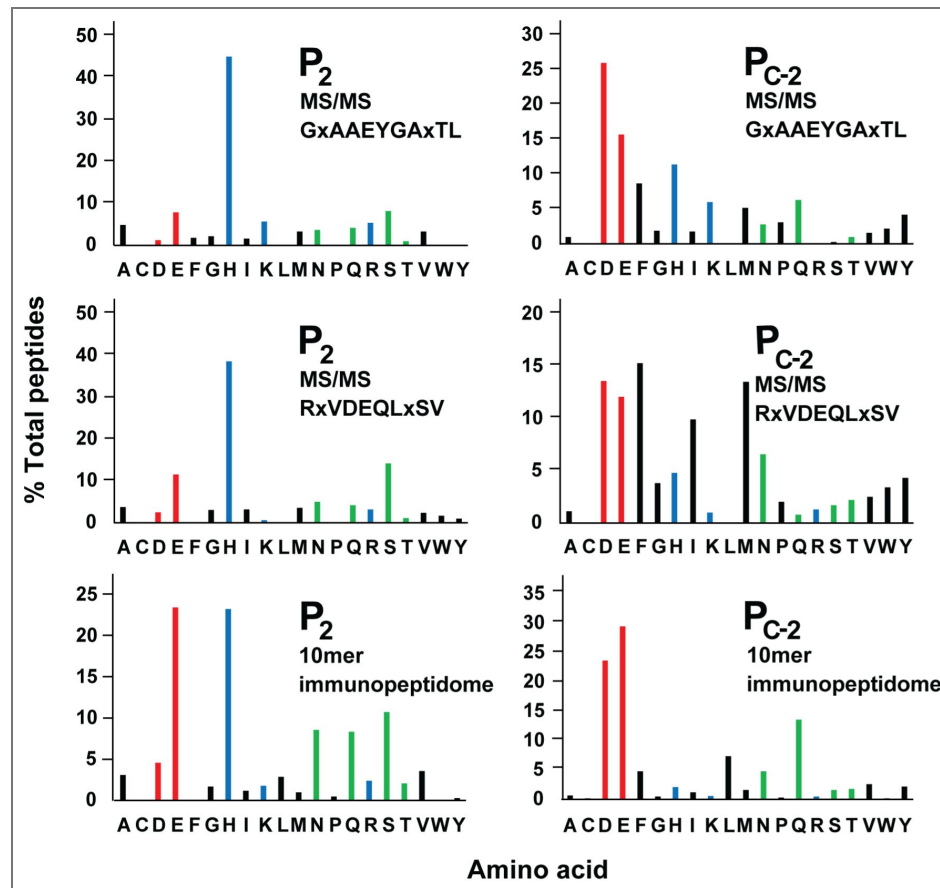 % Total peptides
50
40
30
20
10
0
P2
MS/MS
GxAAEYGAxTL
A C D E F G H I K L M N P Q R S T V W Y
30
25
20
15
10
5
0
PC-2
MS/MS
GxAAEYGAxTL
A C D E F G H I K L M N P Q R S T V W Y
50
40
30
20
10
0
P2
MS/MS
RxVDEQLxSV
A C D E F G H I K L M N P Q R S T V W Y
20
15
10
5
0
PC-2
MS/MS
RxVDEQLxSV
A C D E F G H I K L M N P Q R S T V W Y
25
20
15
10
5
0
P2
10mer
immunopeptidome
A C D E F G H I K L M N P Q R S T V W Y
35
30
25
20
15
10
5
0
PC-2
10mer
immunopeptidome
A C D E F G H I K L M N P Q R S T V W Y
Amino acid